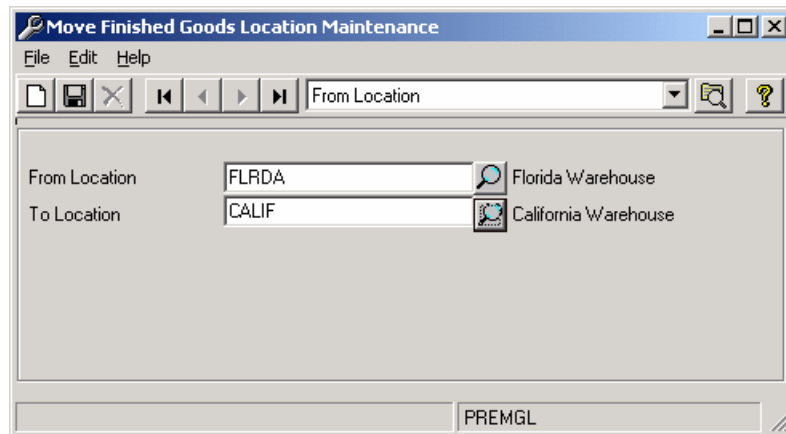 Move Finished Goods Location Maintenance
File Edit Help
From Location
From Location FLRDA Florida Warehouse
To Location CALIF California Warehouse
PREMGL